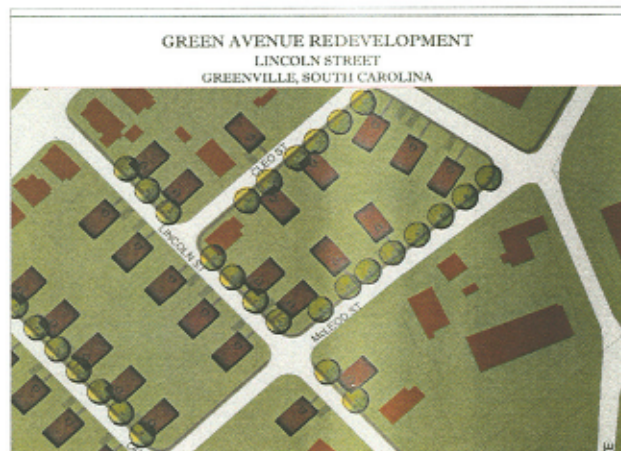 GREEN AVENUE REDEVELOPMENT
LINCOLN STREET
GREENVILLE, SOUTH CAROLINA
CLEO ST
LINCOLN ST
McLEOD ST
E